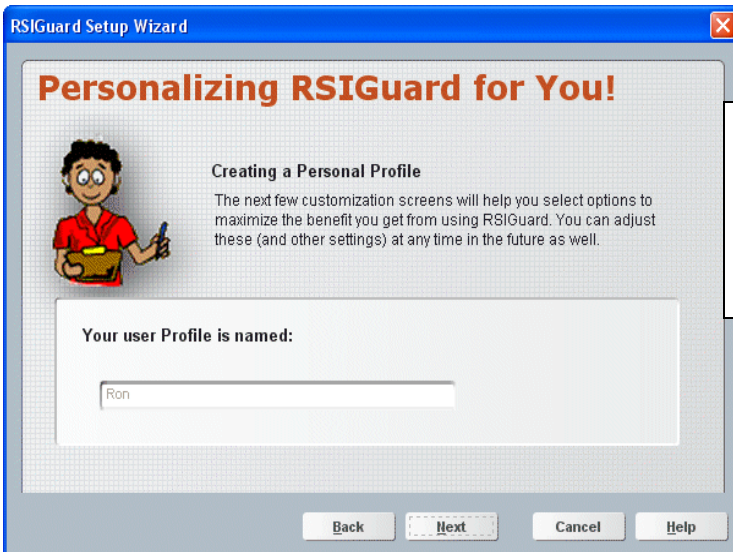 RSIGuard Setup Wizard
Personalizing RSIGuard for You!
Creating a Personal Profile
The next few customization screens will help you select options to
maximize the benefit you get from using RSIGuard. You can adjust
these (and other settings) at any time in the future as well.
Your user Profile is named:
Ron
Back Next Cancel Help